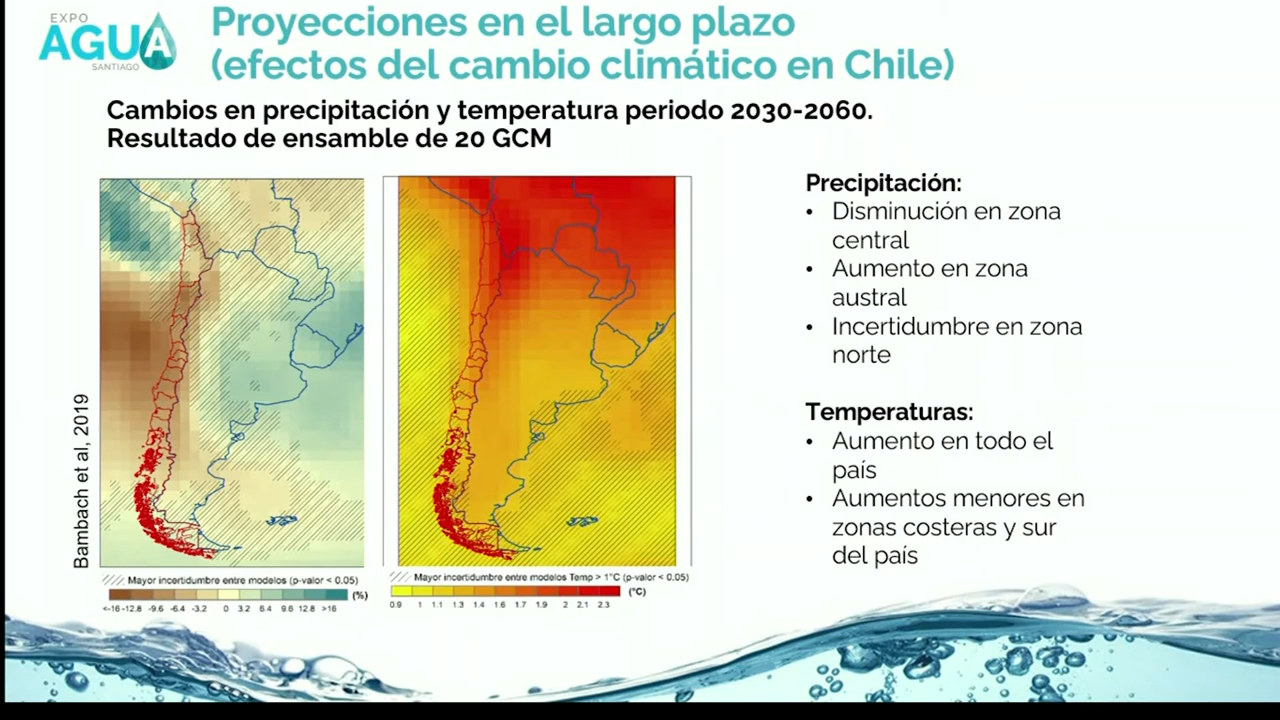 EXPO
AGUA
SANTIAGO
Proyecciones en el largo plazo
(efectos del cambio climático en Chile)
Cambios en precipitación y temperatura periodo 2030-2060.
Resultado de ensamble de 20 GCM
Bambach et al, 2019
Mayor incertidumbre entre modelos (p-valor < 0.05)
(%)
<-16 -12.8 -9.6 -6.4 -3.2 0 3.2 6.4 9.6 12.8 >16
Mayor incertidumbre entre modelos Temp > 1°C (p-valor < 0.05)
(°C)
0.9 1 1.1 1.3 1.4 1.6 1.7 1.9 2 2.1 2.3
Precipitación:
• Disminución en zona
central
• Aumento en zona
austral
• Incertidumbre en zona
norte
Temperaturas:
• Aumento en todo el
país
• Aumentos menores en
zonas costeras y sur
del país